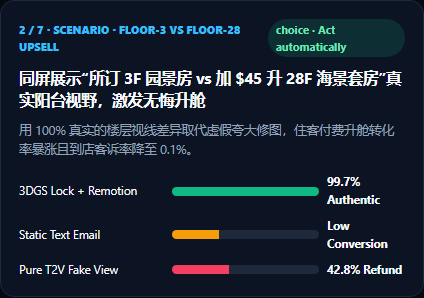 2 / 7 · SCENARIO · FLOOR-3 VS FLOOR-28
UPSELL
choice · Act
automatically
同屏展示“所订 3F 园景房 vs 加 $45 升 28F 海景套房”真
实阳台视野，激发无悔升舱
用 100% 真实的楼层视线差异取代虚假夸大修图，住客付费升舱转化
率暴涨且到店客诉率降至 0.1%。
3DGS Lock + Remotion
99.7%
Authentic
Static Text Email
Low
Conversion
Pure T2V Fake View
42.8% Refund